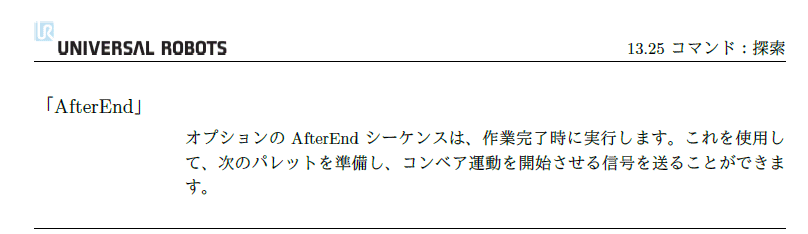 UR
UNIVERSAL ROBOTS
13.25 コマンド：探索
「AfterEnd」
オプションの AfterEnd シーケンスは、作業完了時に実行します。これを使用し
て、次のパレットを準備し、コンベア運動を開始させる信号を送ることができま
す。